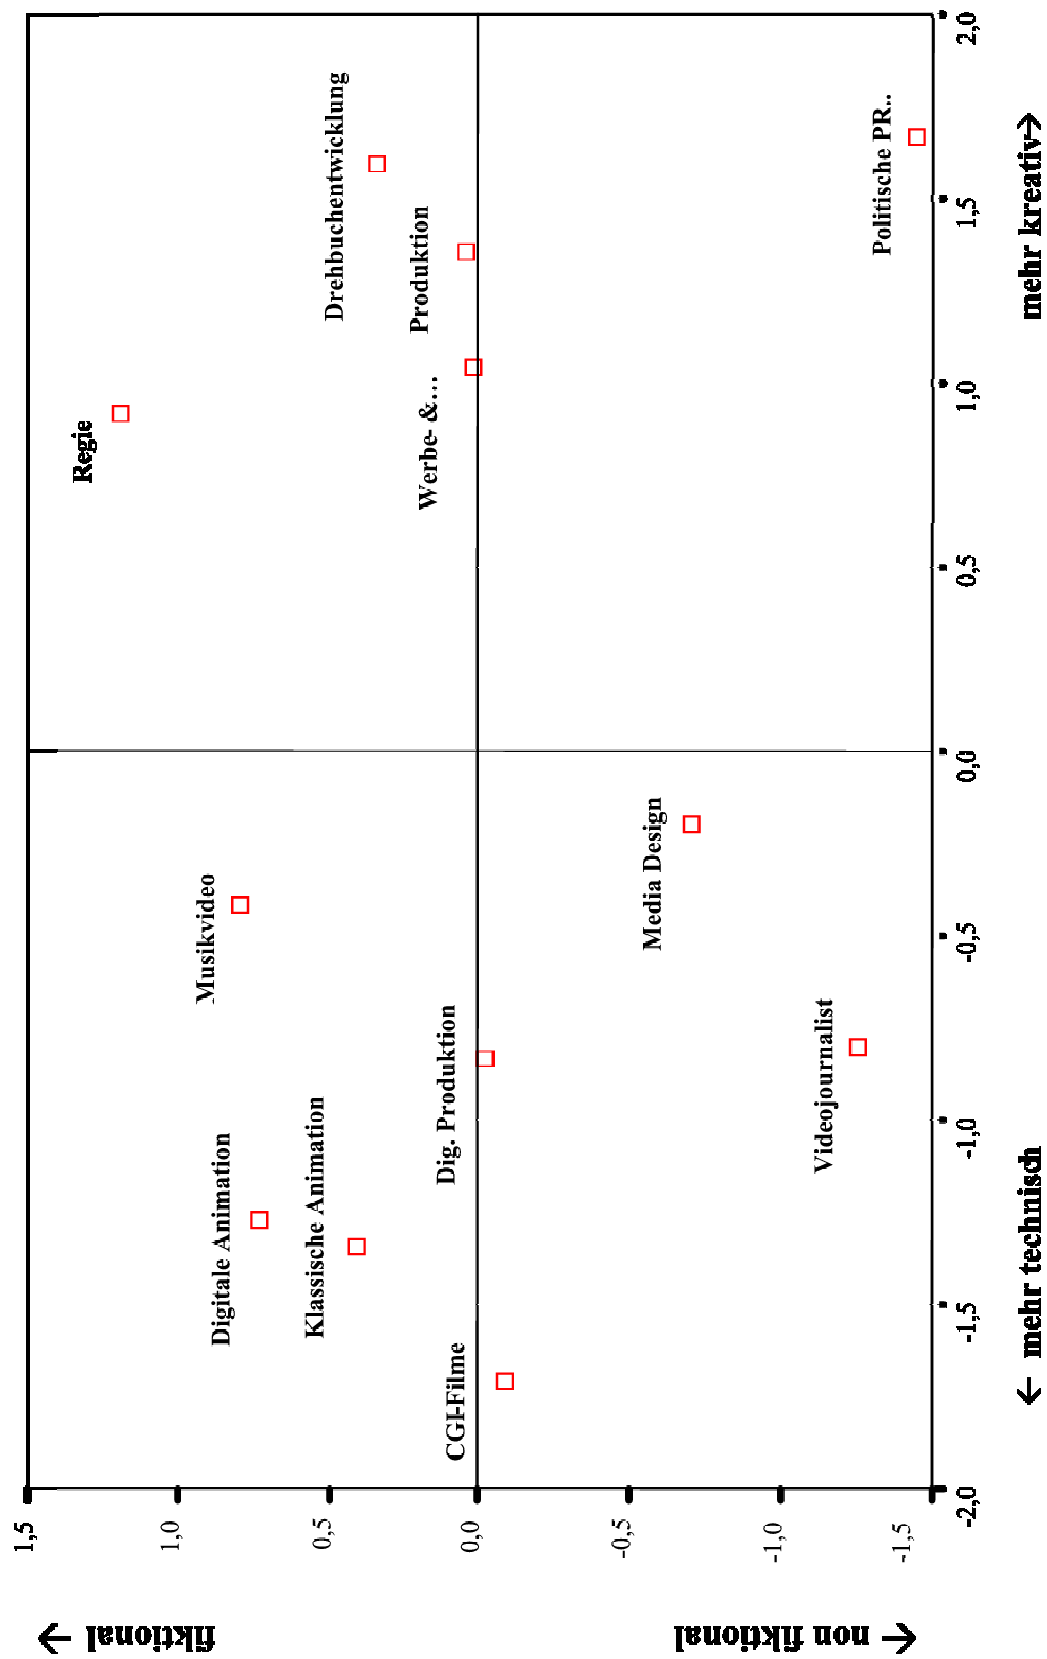 fiktional →
1,5
1,0
0,5
0,0
-0,5
-1,0
-1,5
← non fiktional
Regie
Drehbuchentwicklung
Produktion
Werbe- &...
Politische PR..
Musikvideo
Digitale Animation
Klassische Animation
Dig. Produktion
CGI-Filme
Media Design
Videojournalist
-2,0
-1,5
-1,0
-0,5
0,0
0,5
1,0
1,5
2,0
← mehr technisch
mehr kreativ→